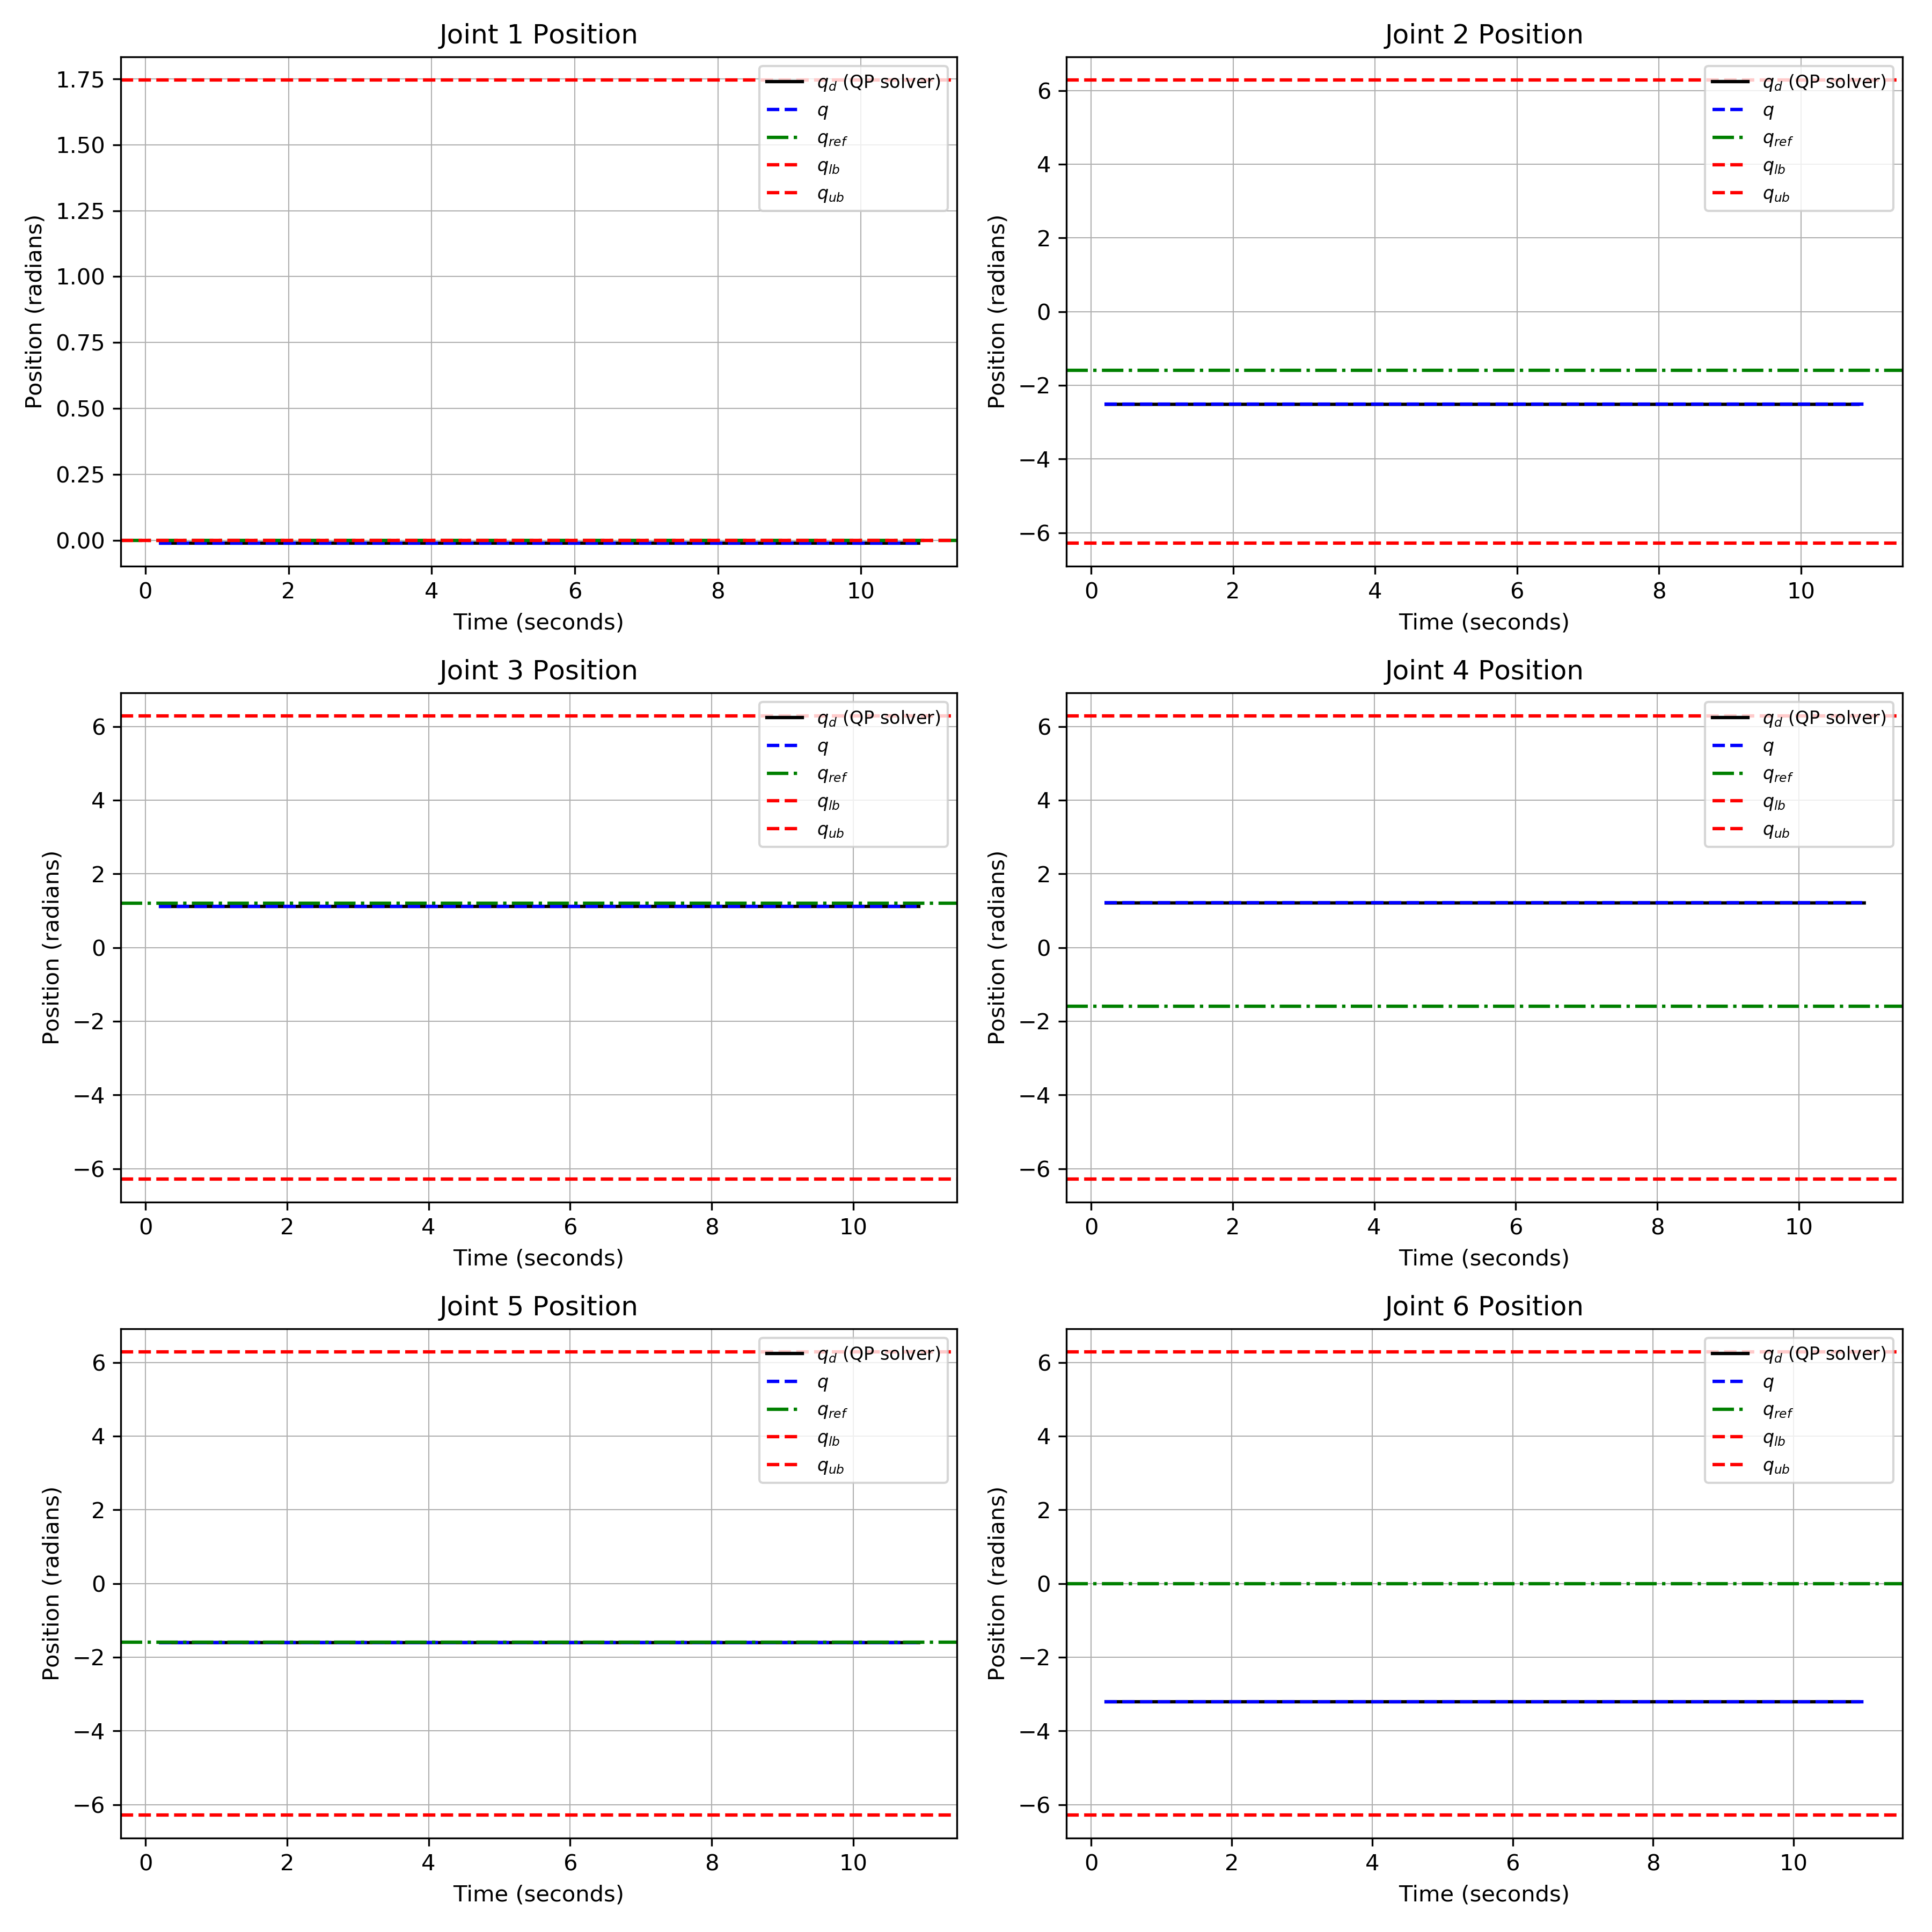 Joint 1 Position
Position (radians)
1.75
1.50
1.25
1.00
0.75
0.50
0.25
0.00
0 2 4 6 8 10
Time (seconds)
q_d (QP solver)
q
q_ref
q_lb
q_ub
Joint 2 Position
Position (radians)
6
4
2
0
−2
−4
−6
0 2 4 6 8 10
Time (seconds)
q_d (QP solver)
q
q_ref
q_lb
q_ub
Joint 3 Position
Position (radians)
6
4
2
0
−2
−4
−6
0 2 4 6 8 10
Time (seconds)
q_d (QP solver)
q
q_ref
q_lb
q_ub
Joint 4 Position
Position (radians)
6
4
2
0
−2
−4
−6
0 2 4 6 8 10
Time (seconds)
q_d (QP solver)
q
q_ref
q_lb
q_ub
Joint 5 Position
Position (radians)
6
4
2
0
−2
−4
−6
0 2 4 6 8 10
Time (seconds)
q_d (QP solver)
q
q_ref
q_lb
q_ub
Joint 6 Position
Position (radians)
6
4
2
0
−2
−4
−6
0 2 4 6 8 10
Time (seconds)
q_d (QP solver)
q
q_ref
q_lb
q_ub